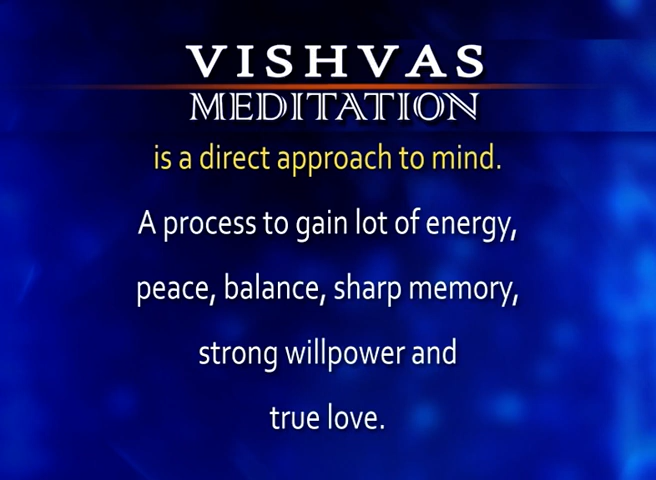 VISHVAS
MEDITATION
is a direct approach to mind.
A process to gain lot of energy,
peace, balance, sharp memory,
strong willpower and
true love.